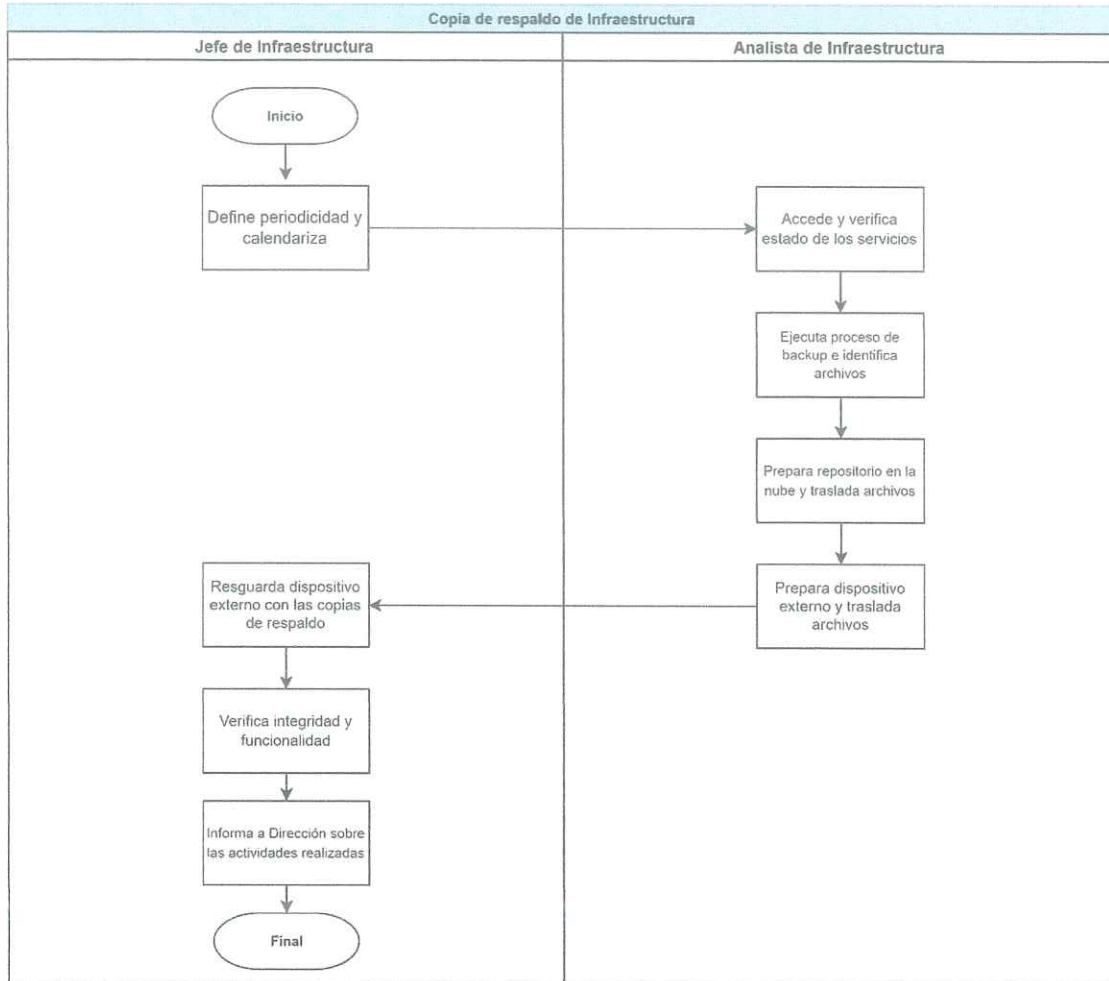 Copia de respaldo de Infraestructura
Jefe de Infraestructura
Analista de Infraestructura
Inicio
Define periodicidad y
calendariza
Accede y verifica
estado de los servicios
Ejecuta proceso de
backup e identifica
archivos
Prepara repositorio en la
nube y traslada archivos
Prepara dispositivo
externo y traslada
archivos
Resguarda dispositivo
externo con las copias
de respaldo
Verifica integridad y
funcionalidad
Informa a Dirección sobre
las actividades realizadas
Final